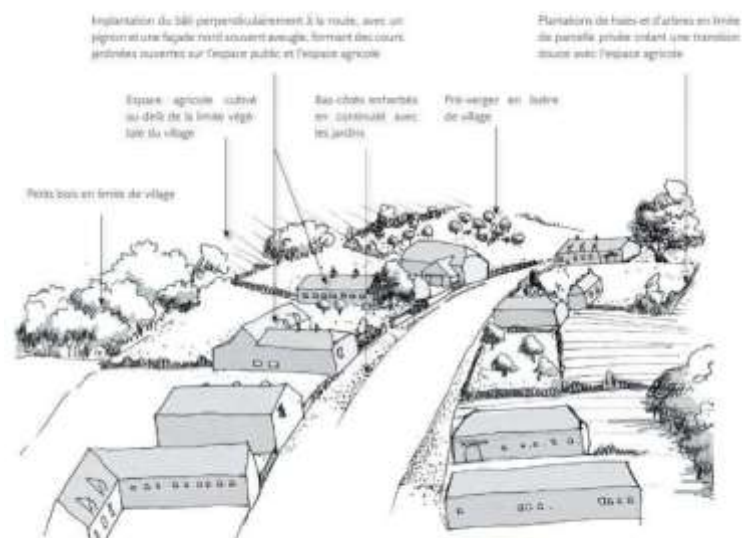 Implantation du bâti perpendiculairement à la route, avec un
pignon et une façade nord souvent aveugle, formant des cours
jardinées ouvertes sur l'espace public et l'espace agricole
Plantations de haies et d'arbres en limite
de parcelle privée créant une transition
douce avec l'espace agricole
Espace agricole cultivé
au-delà de la limite végé-
tale du village
Bas-côtés enherbés
en continuité avec
les jardins
Pré-verger en lisière
de village
Petits bois en limite de village